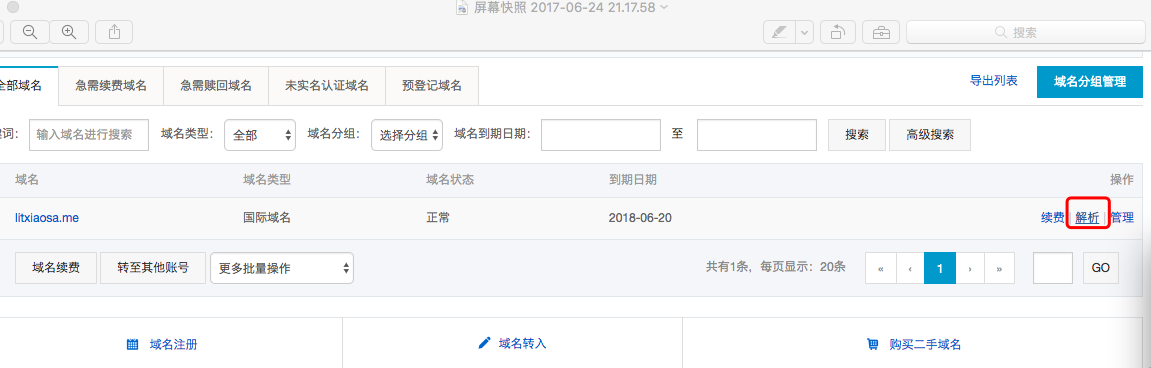 屏幕快照 2017-06-24 21.17.58
搜索
全部域名 急需续费域名 急需赎回域名 未实名认证域名 预登记域名 导出列表 域名分组管理
词: 输入域名进行搜索 域名类型: 全部 域名分组: 选择分组 域名到期日期: 至 搜索 高级搜索
域名 域名类型 域名状态 到期日期 操作
litxiaosa.me 国际域名 正常 2018-06-20 续费 | 解析 | 管理
域名续费 转至其他账号 更多批量操作 共有1条，每页显示：20条 « ‹ 1 › » GO
域名注册 域名转入 购买二手域名